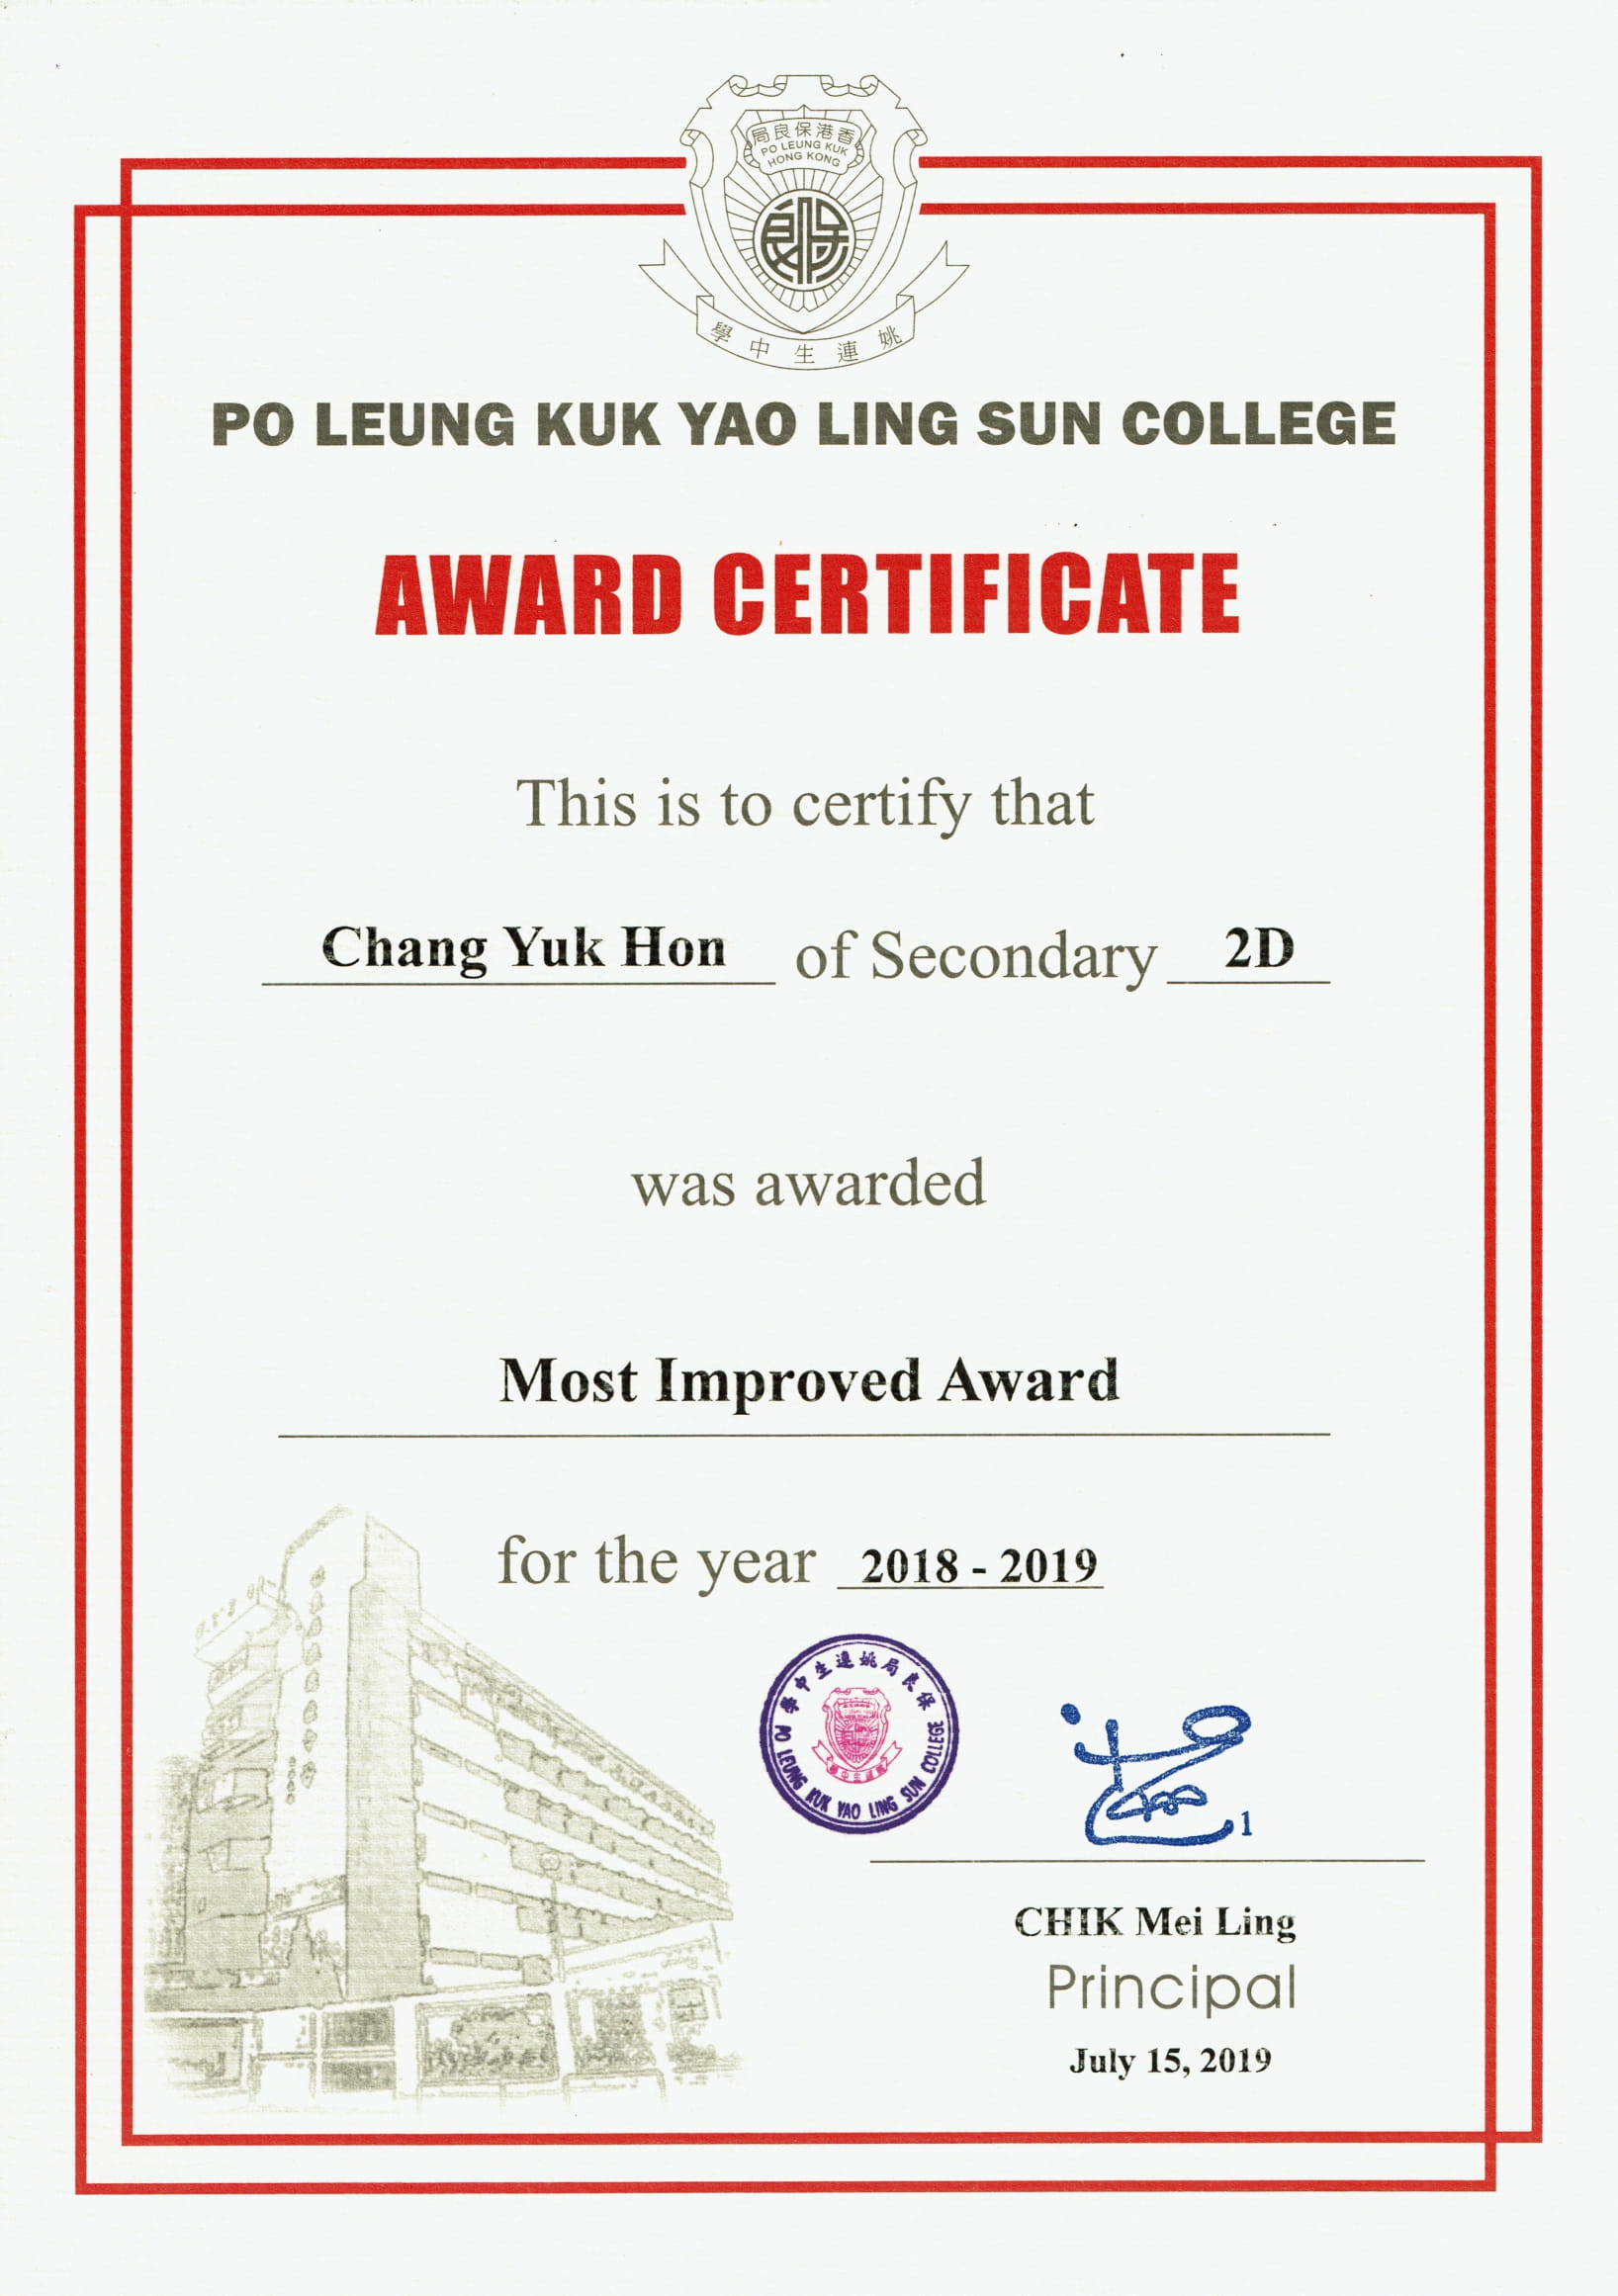 局良保港香
PO LEUNG KUK
HONG KONG
學中生連姚
PO LEUNG KUK YAO LING SUN COLLEGE
AWARD CERTIFICATE
This is to certify that
Chang Yuk Hon of Secondary 2D
was awarded
Most Improved Award
for the year 2018 - 2019
學中生連姚局良保
PO LEUNG KUK YAO LING SUN COLLEGE
1
CHIK Mei Ling
Principal
July 15, 2019